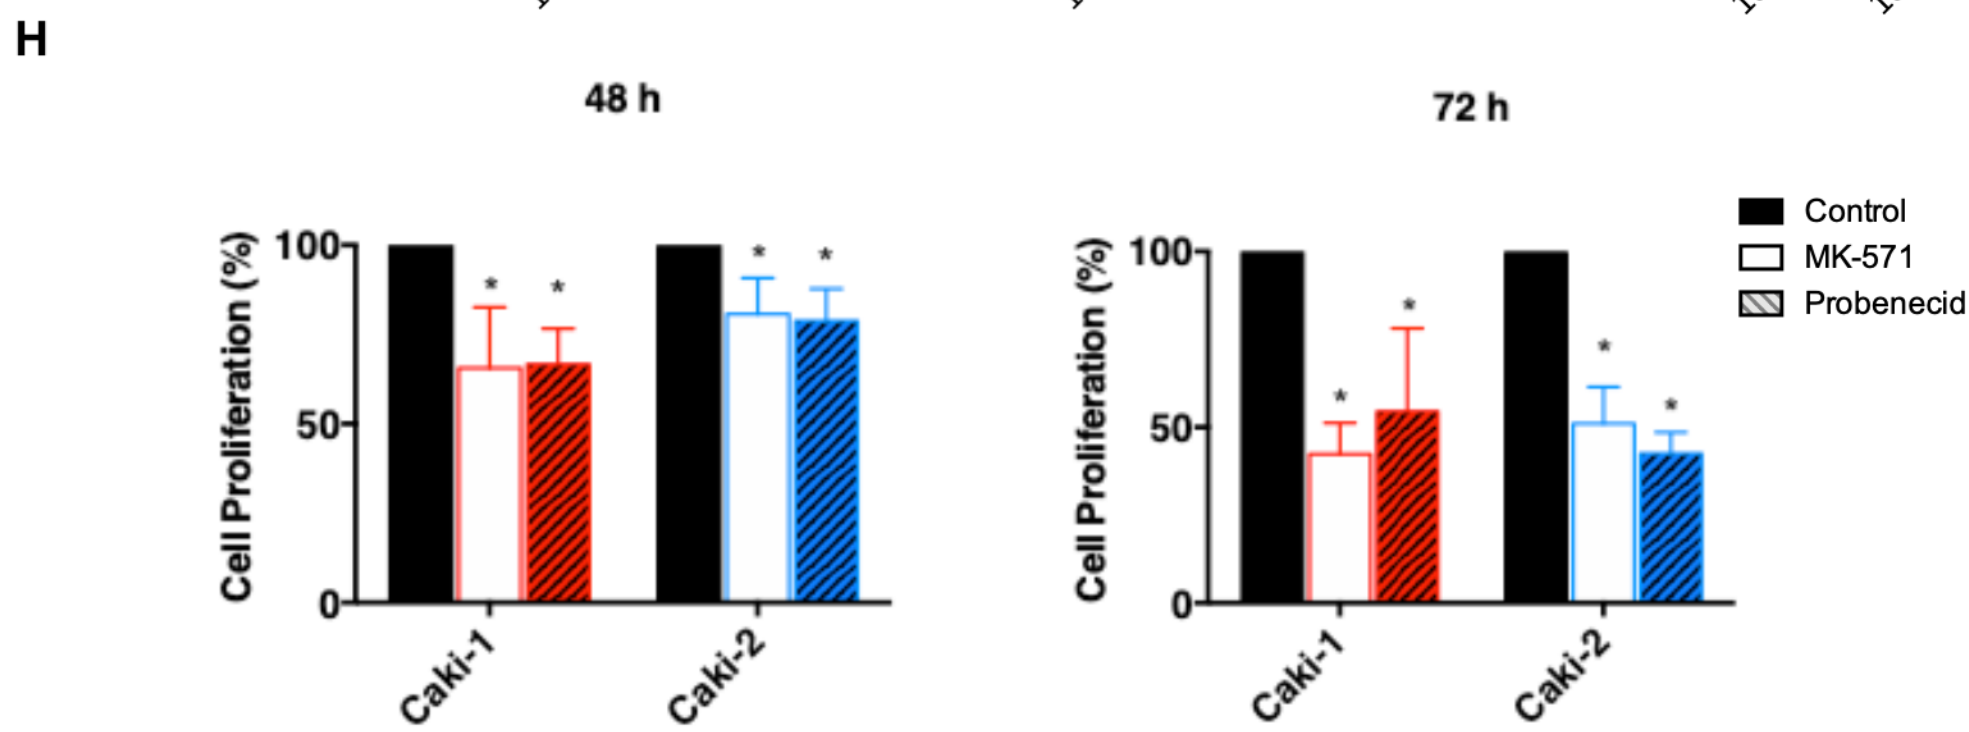 H
48 h
72 h
Control
MK-571
Probenecid
Cell Proliferation (%)
100
50
0
* * * *
Caki-1 Caki-2
Cell Proliferation (%)
100
50
0
* * * *
Caki-1 Caki-2